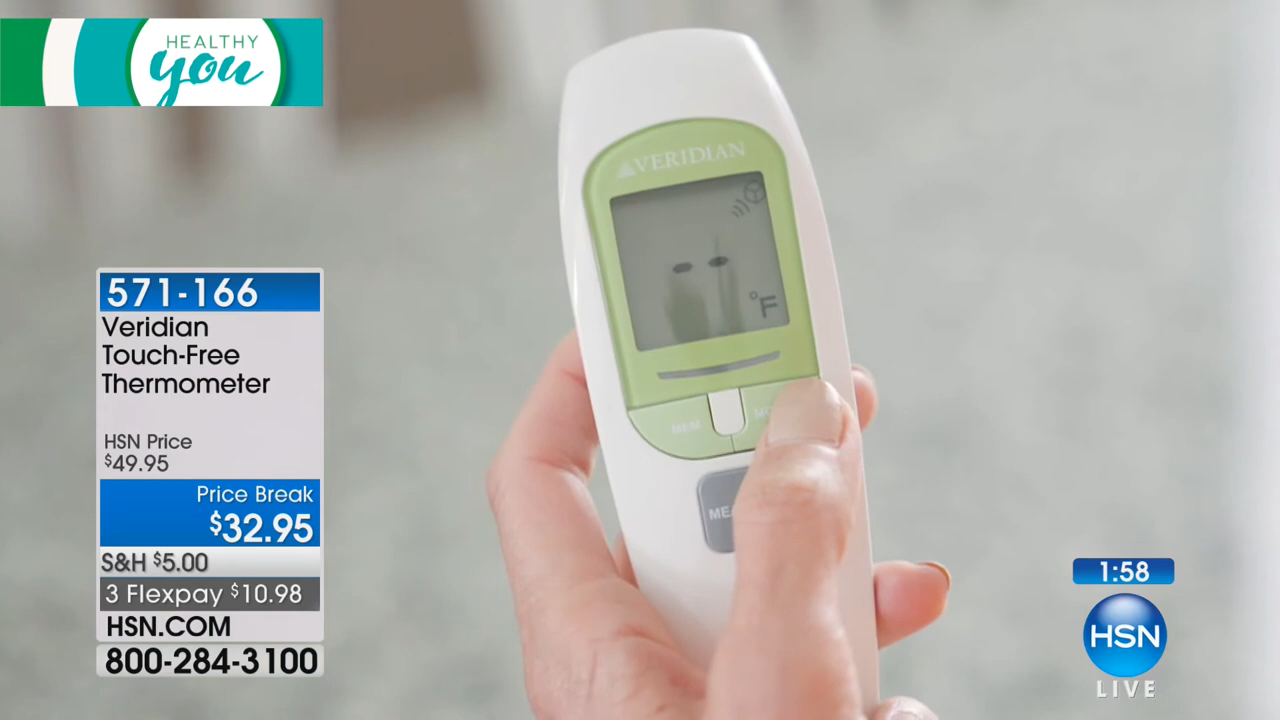 HEALTHY
you
VERIDIAN
°F
MEM
571-166
Veridian
Touch-Free
Thermometer
HSN Price
$49.95
Price Break
$32.95
S&H $5.00
3 Flexpay $10.98
HSN.COM
800-284-3100
1:58
HSN
LIVE